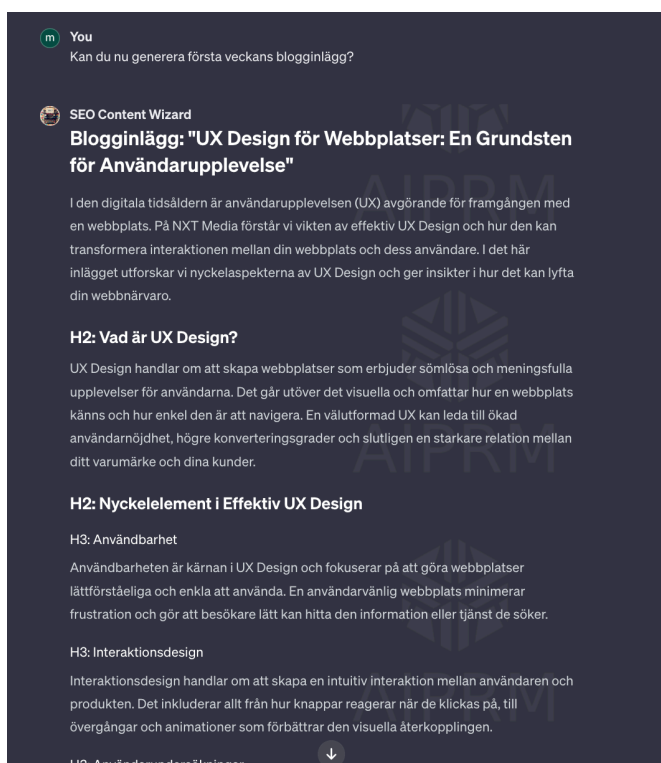 m
You
Kan du nu generera första veckans blogginlägg?
SEO Content Wizard
Blogginlägg: "UX Design för Webbplatser: En Grundsten
för Användarupplevelse"
I den digitala tidsåldern är användarupplevelsen (UX) avgörande för framgången med
en webbplats. På NXT Media förstår vi vikten av effektiv UX Design och hur den kan
transformera interaktionen mellan din webbplats och dess användare. I det här
inlägget utforskar vi nyckelaspekterna av UX Design och ger insikter i hur det kan lyfta
din webbnärvaro.
AIPRM
H2: Vad är UX Design?
UX Design handlar om att skapa webbplatser som erbjuder sömlösa och meningsfulla
upplevelser för användarna. Det går utöver det visuella och omfattar hur en webbplats
känns och hur enkel den är att navigera. En välutformad UX kan leda till ökad
användarnöjdhet, högre konverteringsgrader och slutligen en starkare relation mellan
ditt varumärke och dina kunder.
AIPRM
H2: Nyckelelement i Effektiv UX Design
H3: Användbarhet
Användbarheten är kärnan i UX Design och fokuserar på att göra webbplatser
lättförståeliga och enkla att använda. En användarvänlig webbplats minimerar
frustration och gör att besökare lätt kan hitta den information eller tjänst de söker.
H3: Interaktionsdesign
Interaktionsdesign handlar om att skapa en intuitiv interaktion mellan användaren och
produkten. Det inkluderar allt från hur knappar reagerar när de klickas på, till
övergångar och animationer som förbättrar den visuella återkopplingen.
AIPRM